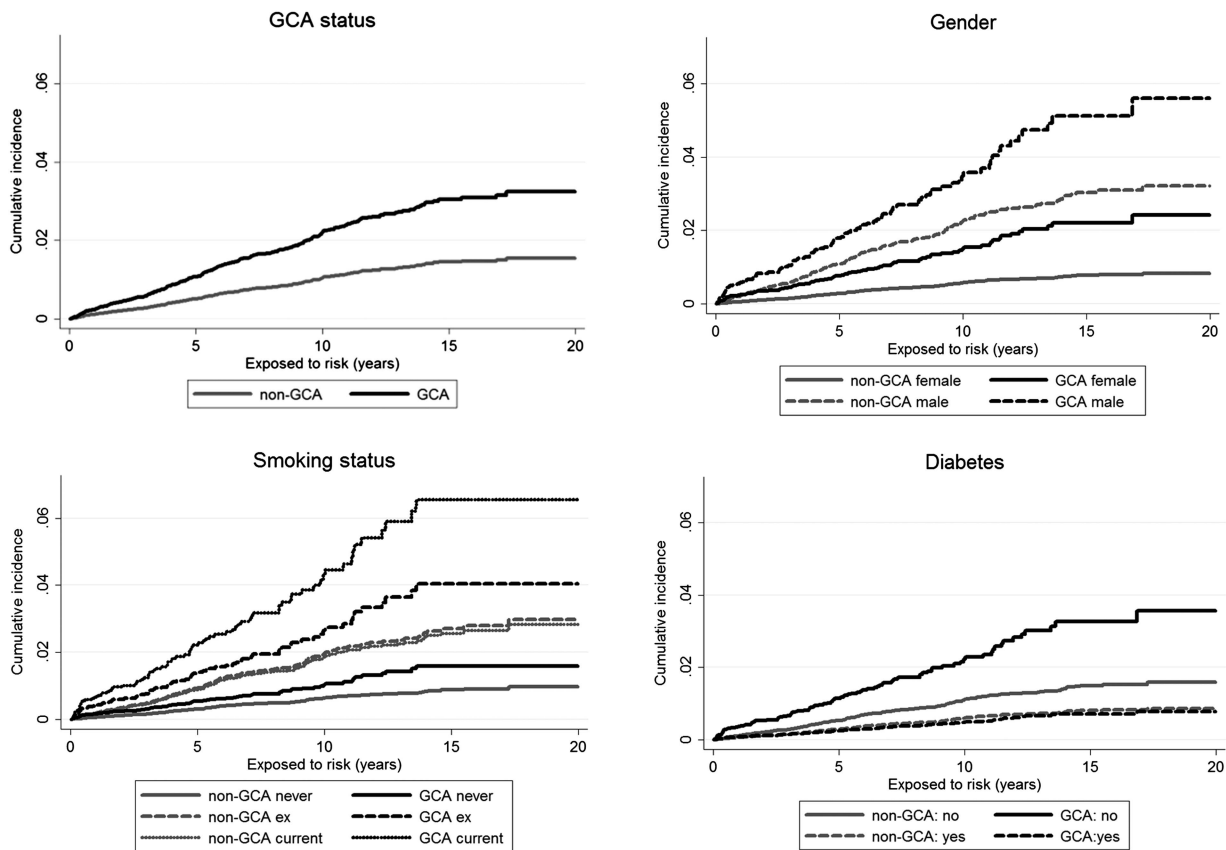 GCA status
Cumulative incidence
.06
.04
.02
0
0 5 10 15 20
Exposed to risk (years)
non-GCA GCA
Gender
Cumulative incidence
.06
.04
.02
0
0 5 10 15 20
Exposed to risk (years)
non-GCA female GCA female
non-GCA male GCA male
Smoking status
Cumulative incidence
.06
.04
.02
0
0 5 10 15 20
Exposed to risk (years)
non-GCA never GCA never
non-GCA ex GCA ex
non-GCA current GCA current
Diabetes
Cumulative incidence
.06
.04
.02
0
0 5 10 15 20
Exposed to risk (years)
non-GCA: no GCA: no
non-GCA: yes GCA:yes